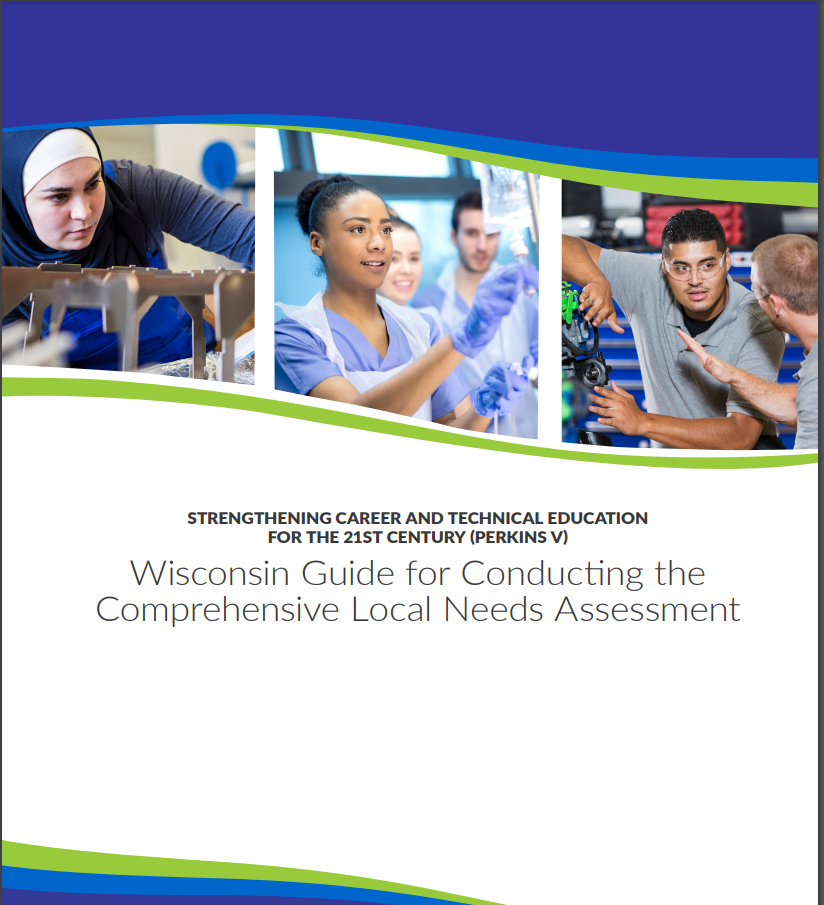 STRENGTHENING CAREER AND TECHNICAL EDUCATION
FOR THE 21ST CENTURY (PERKINS V)
Wisconsin Guide for Conducting the
Comprehensive Local Needs Assessment